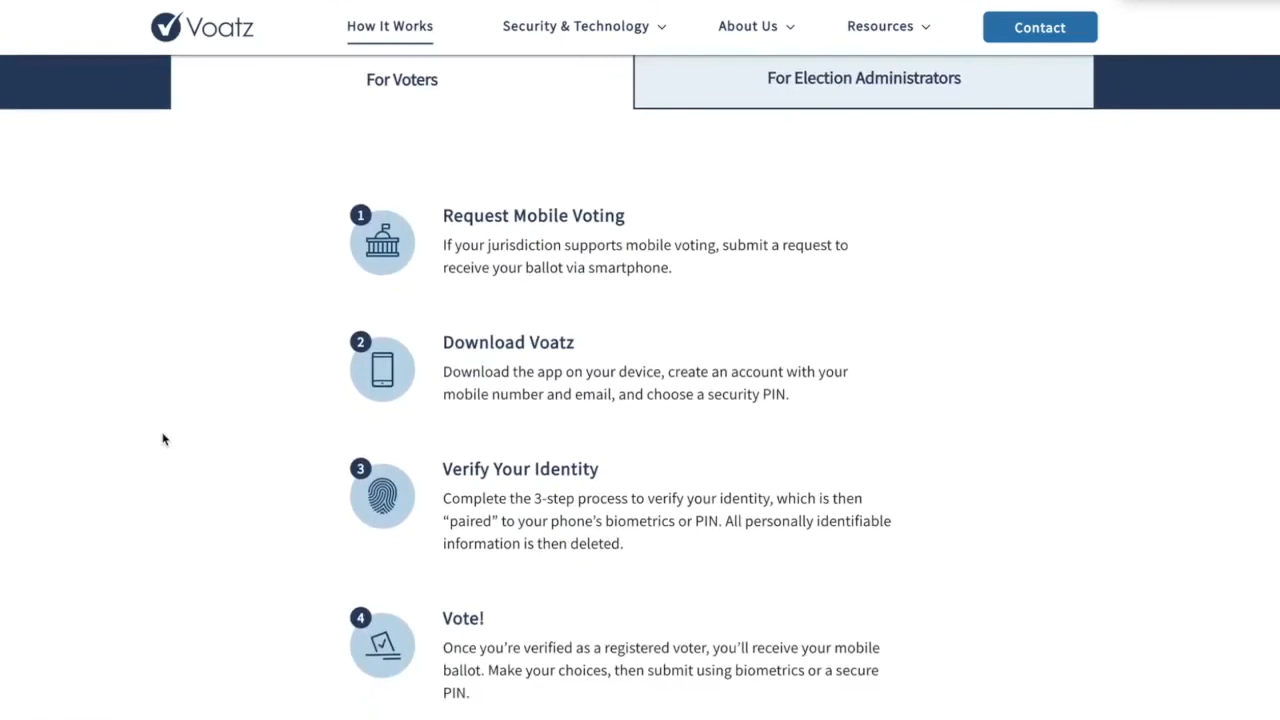 Voatz
How It Works
Security & Technology
About Us
Resources
Contact
For Voters
For Election Administrators
1
Request Mobile Voting
If your jurisdiction supports mobile voting, submit a request to
receive your ballot via smartphone.
2
Download Voatz
Download the app on your device, create an account with your
mobile number and email, and choose a security PIN.
3
Verify Your Identity
Complete the 3-step process to verify your identity, which is then
“paired” to your phone’s biometrics or PIN. All personally identifiable
information is then deleted.
4
Vote!
Once you’re verified as a registered voter, you’ll receive your mobile
ballot. Make your choices, then submit using biometrics or a secure
PIN.